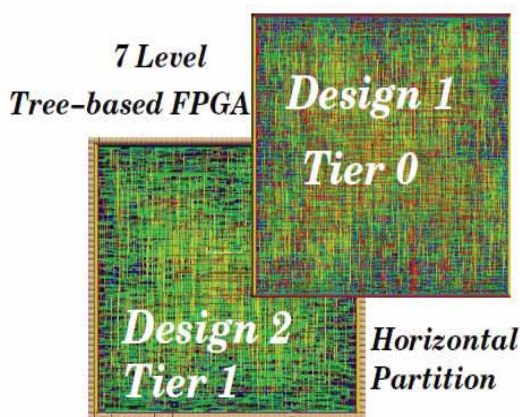 7 Level
Tree-based FPGA
Design 1
Tier 0
Design 2
Tier 1
Horizontal
Partition